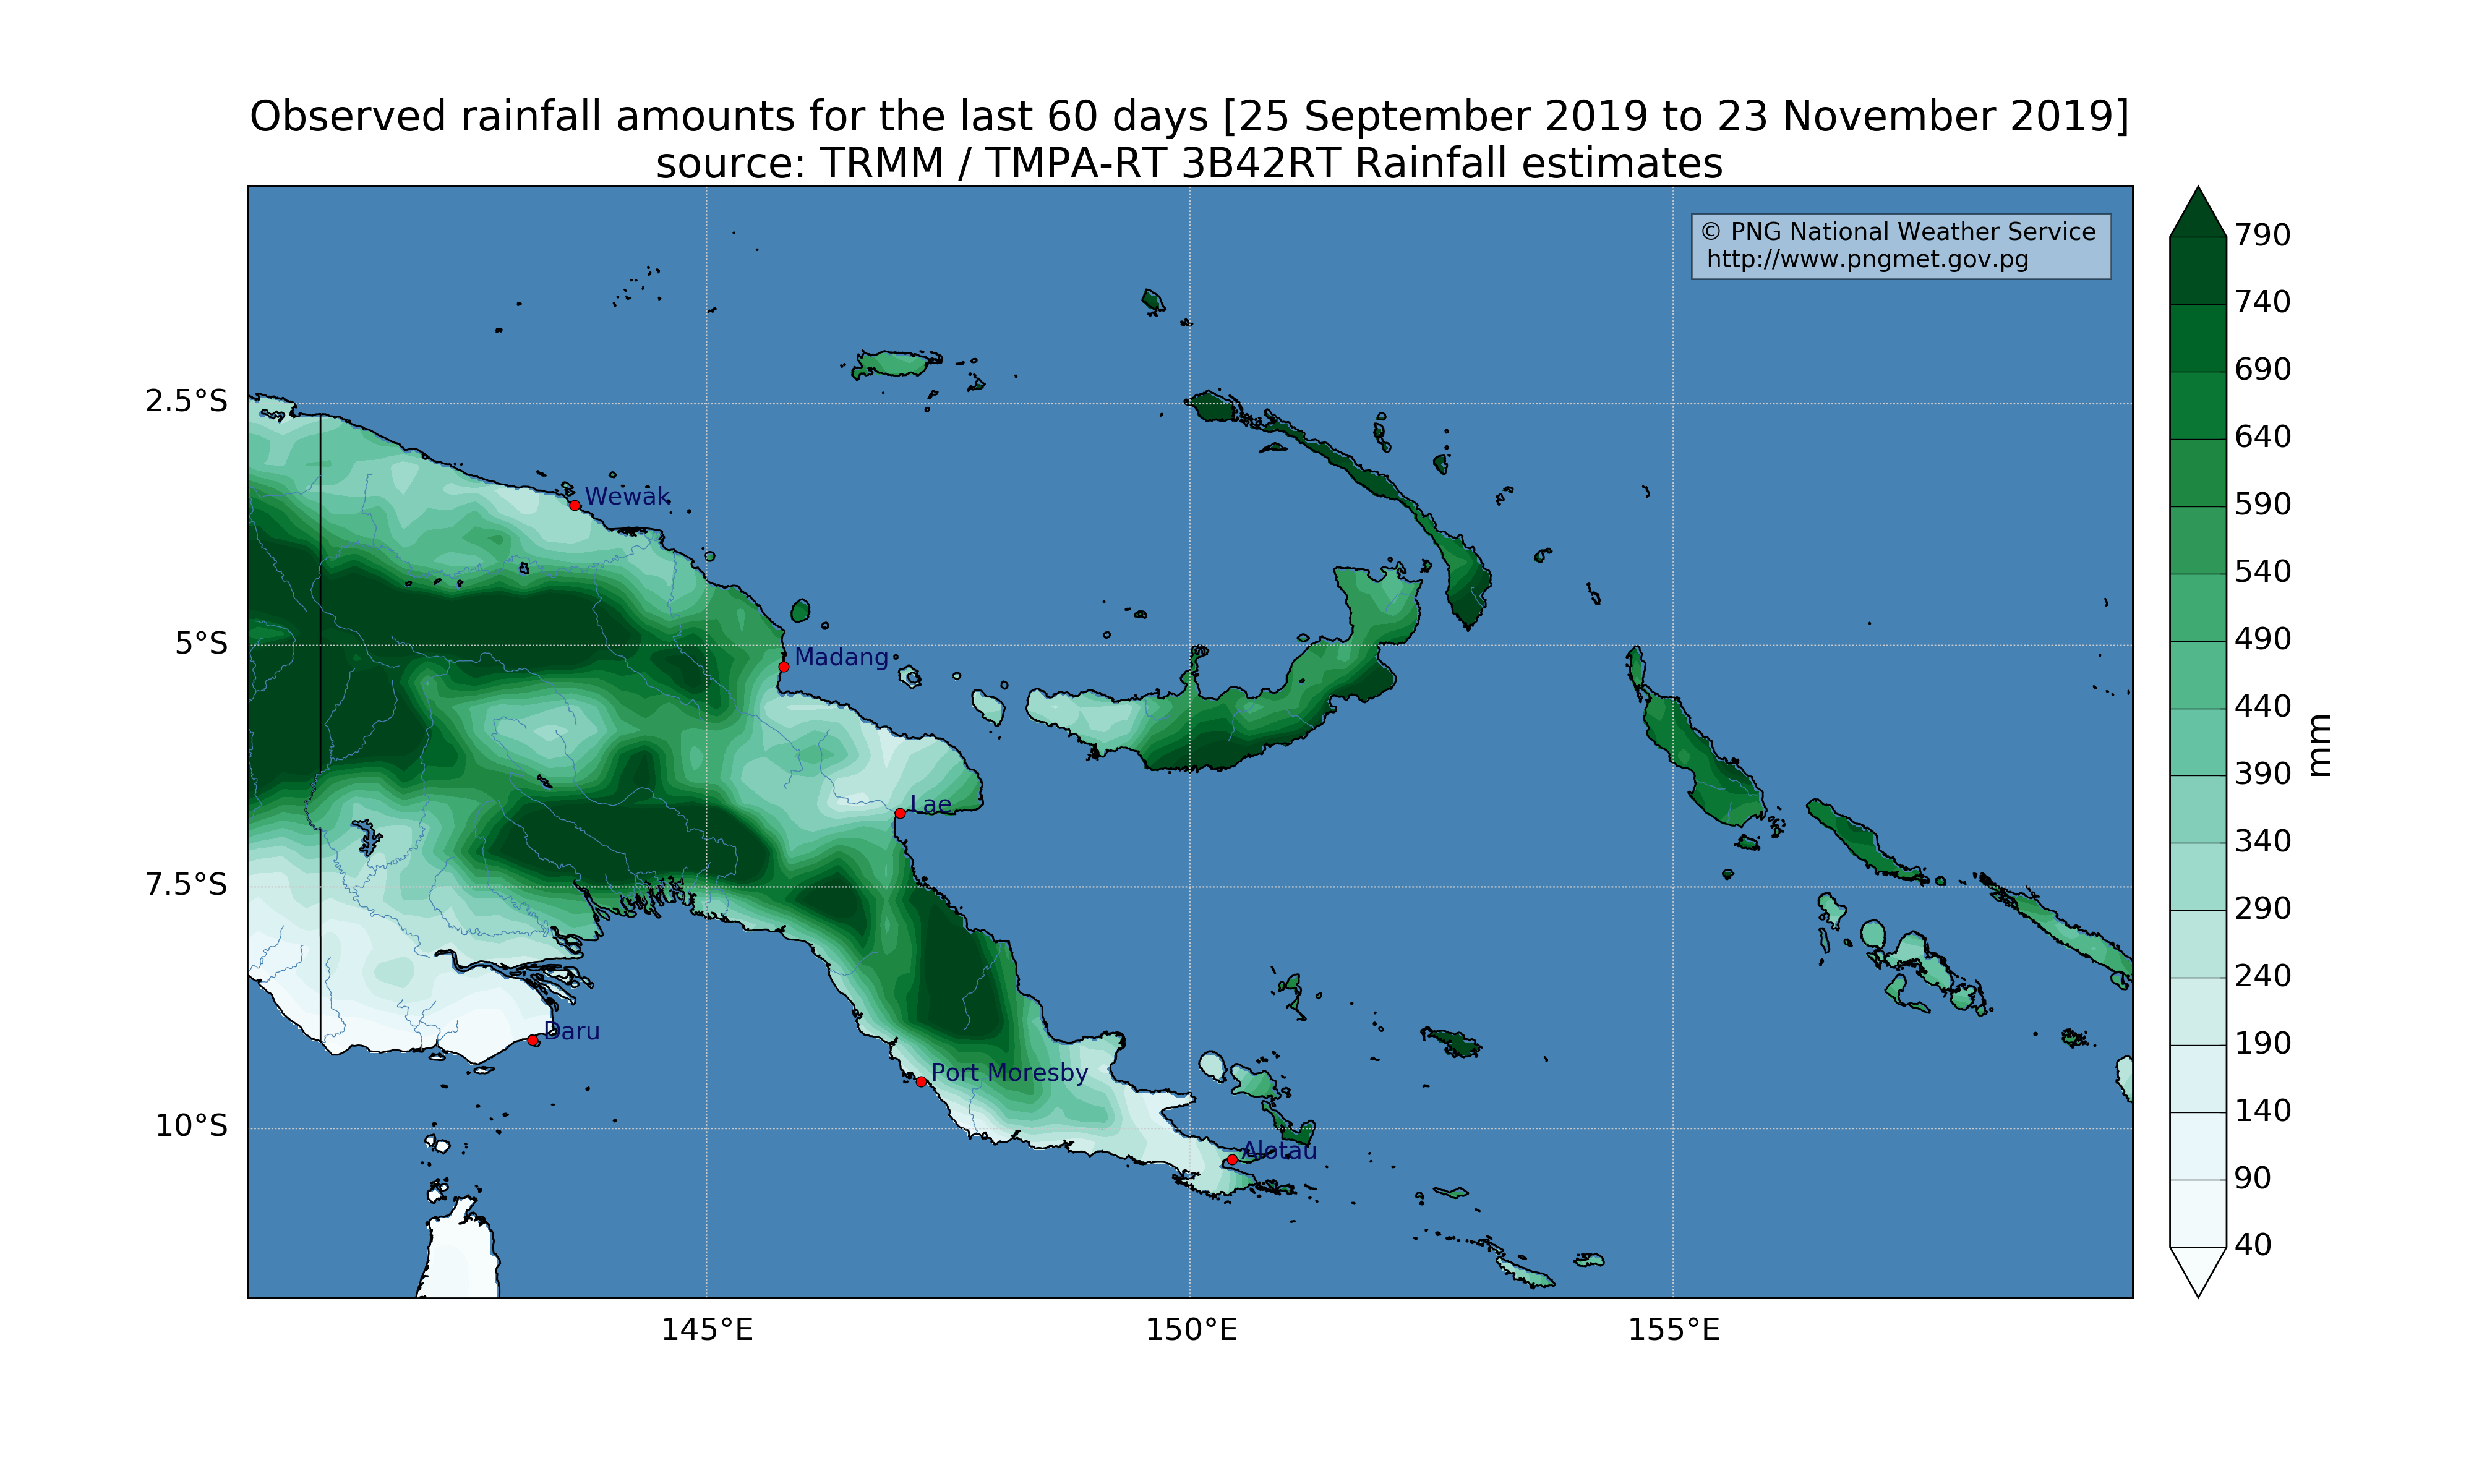 Observed rainfall amounts for the last 60 days [25 September 2019 to 23 November 2019]
source: TRMM / TMPA-RT 3B42RT Rainfall estimates
© PNG National Weather Service
http://www.pngmet.gov.pg
2.5°S
5°S
7.5°S
10°S
Wewak
Madang
Lae
Daru
Port Moresby
Alotau
145°E
150°E
155°E
790
740
690
640
590
540
490
440
390
340
290
240
190
140
90
40
mm